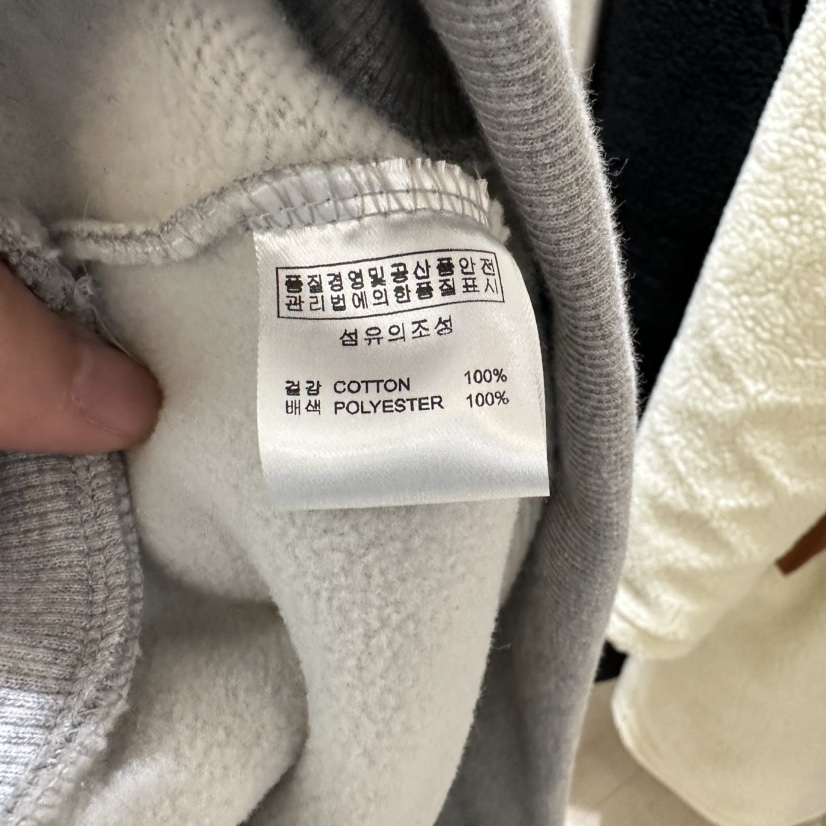 품질경영및공산품안전
관리법에의한품질표시
섬유의조성
겉감 COTTON 100%
배색 POLYESTER 100%